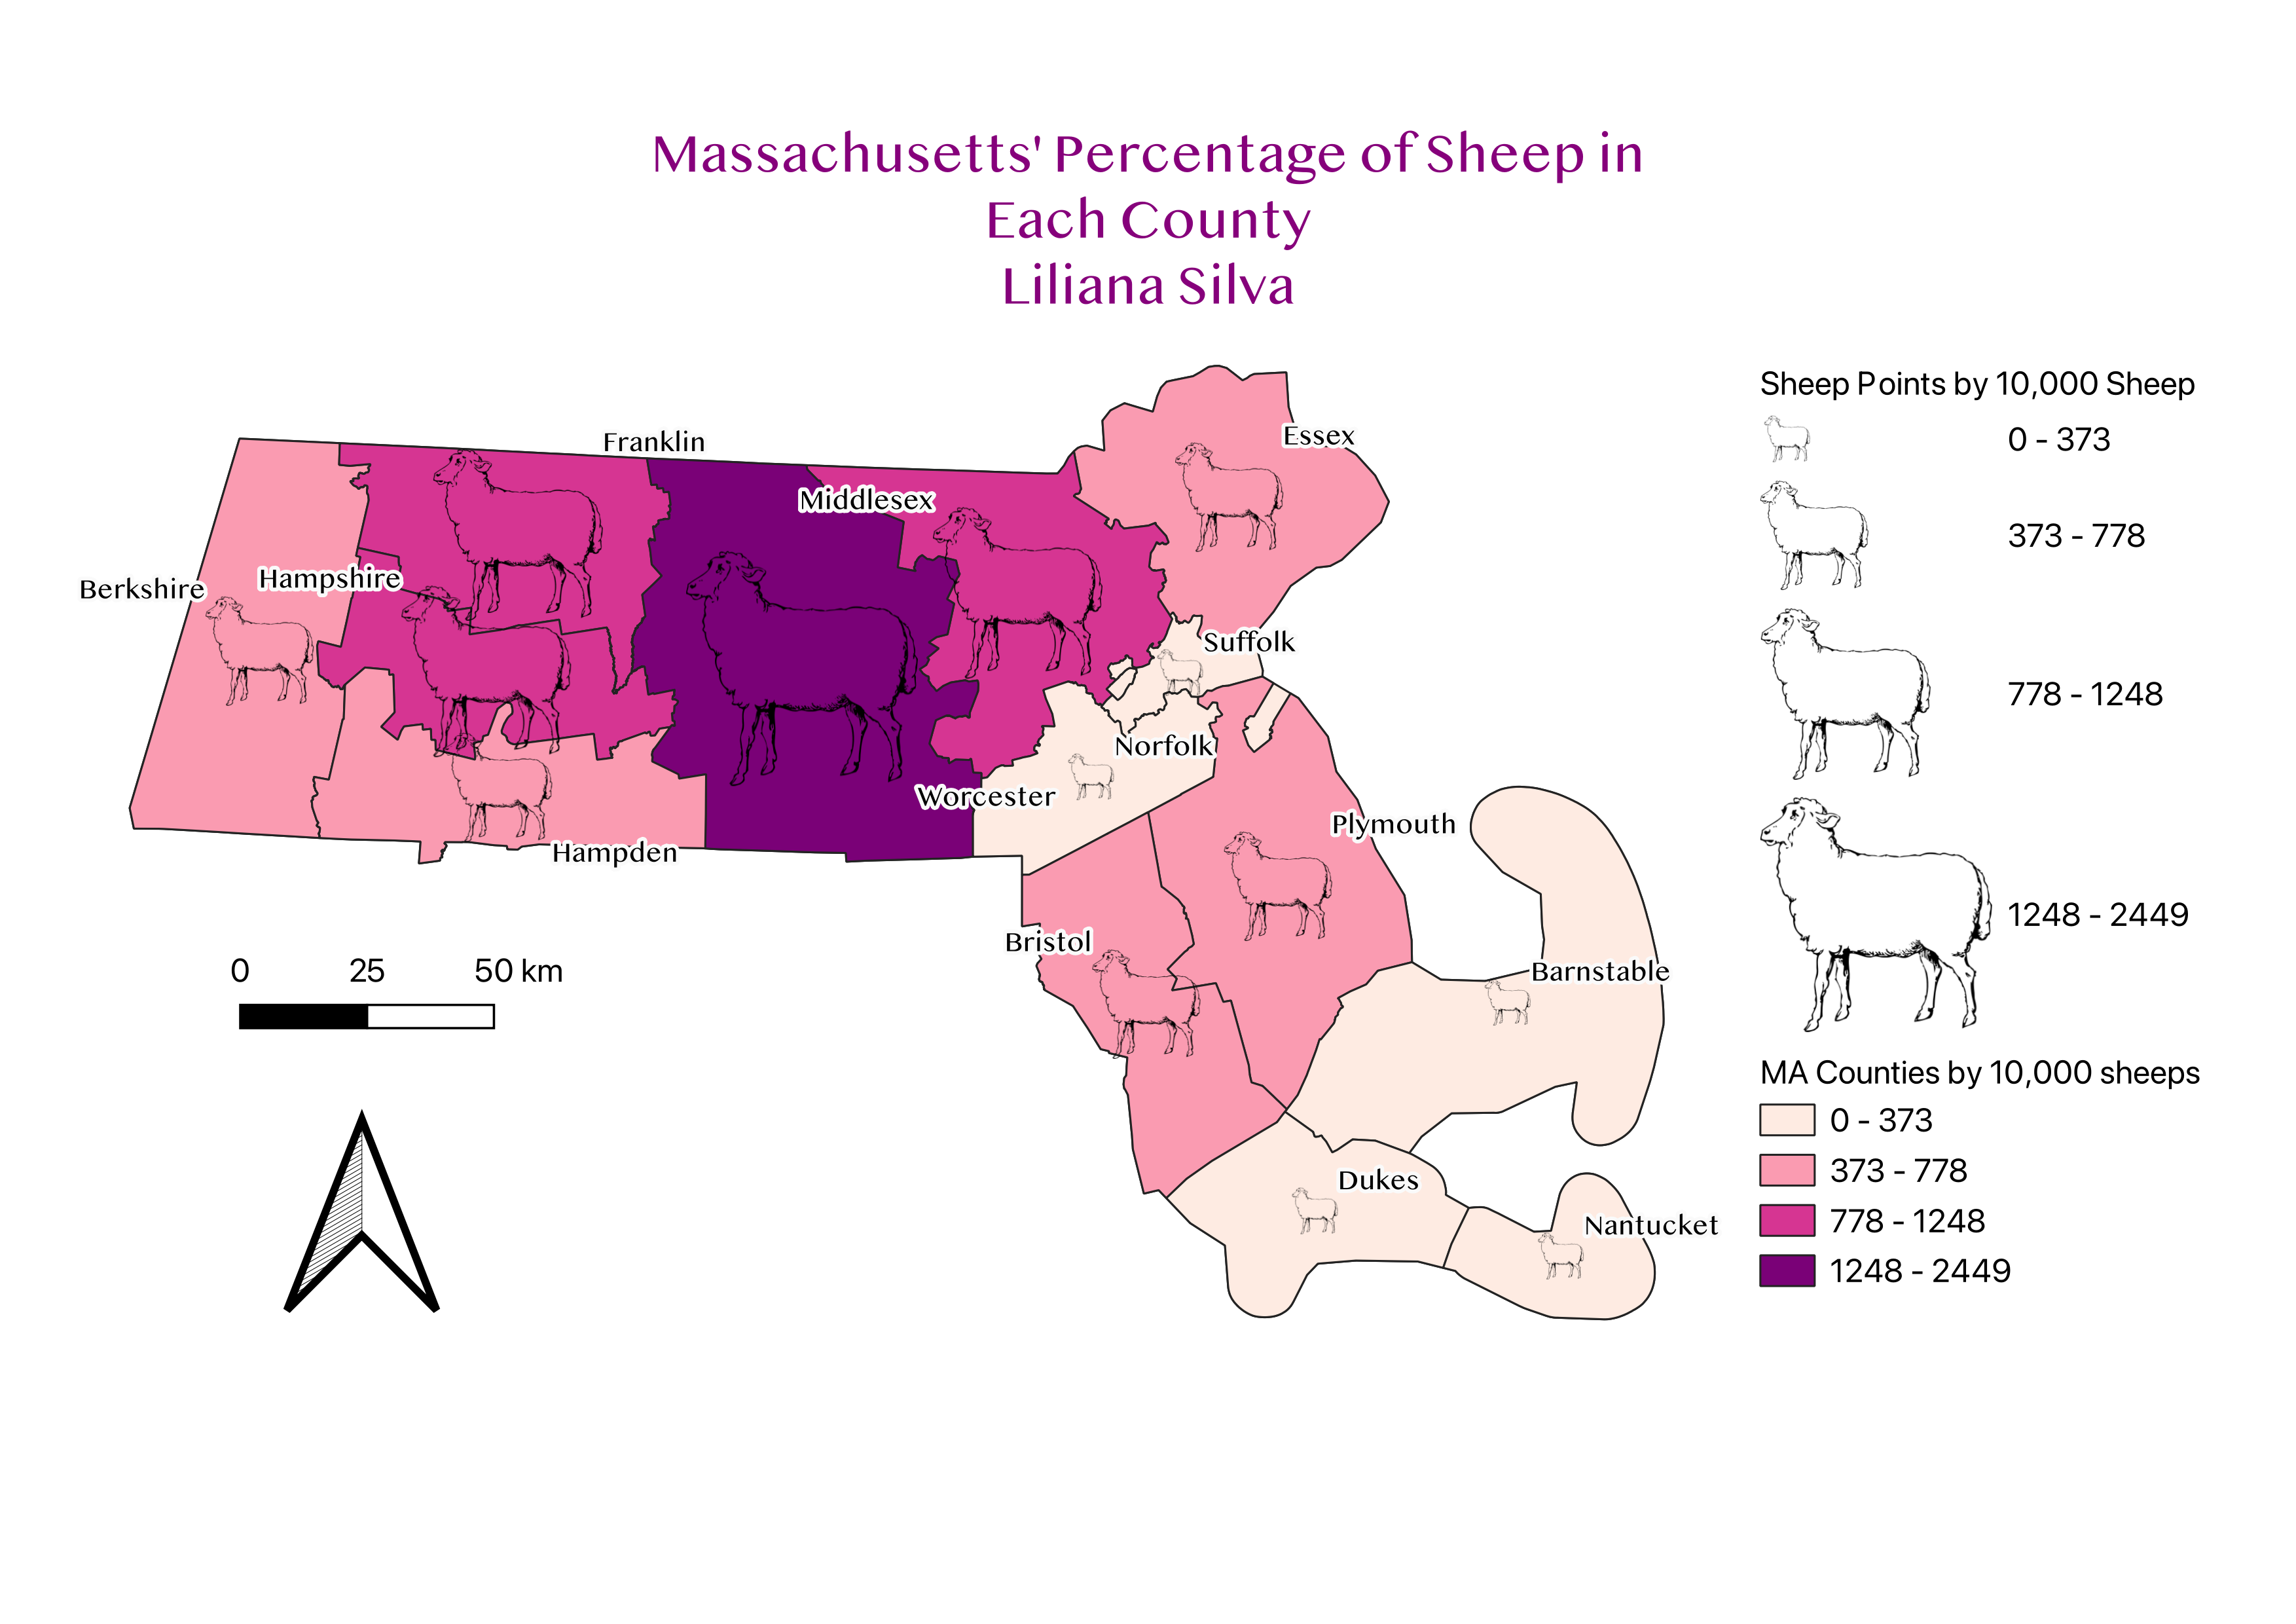 Massachusetts' Percentage of Sheep in
Each County
Liliana Silva
Franklin
Essex
Middlesex
Berkshire
Hampshire
Suffolk
Norfolk
Worcester
Plymouth
Hampden
Bristol
Barnstable
Dukes
Nantucket
0 25 50 km
Sheep Points by 10,000 Sheep
0 - 373
373 - 778
778 - 1248
1248 - 2449
MA Counties by 10,000 sheeps
0 - 373
373 - 778
778 - 1248
1248 - 2449